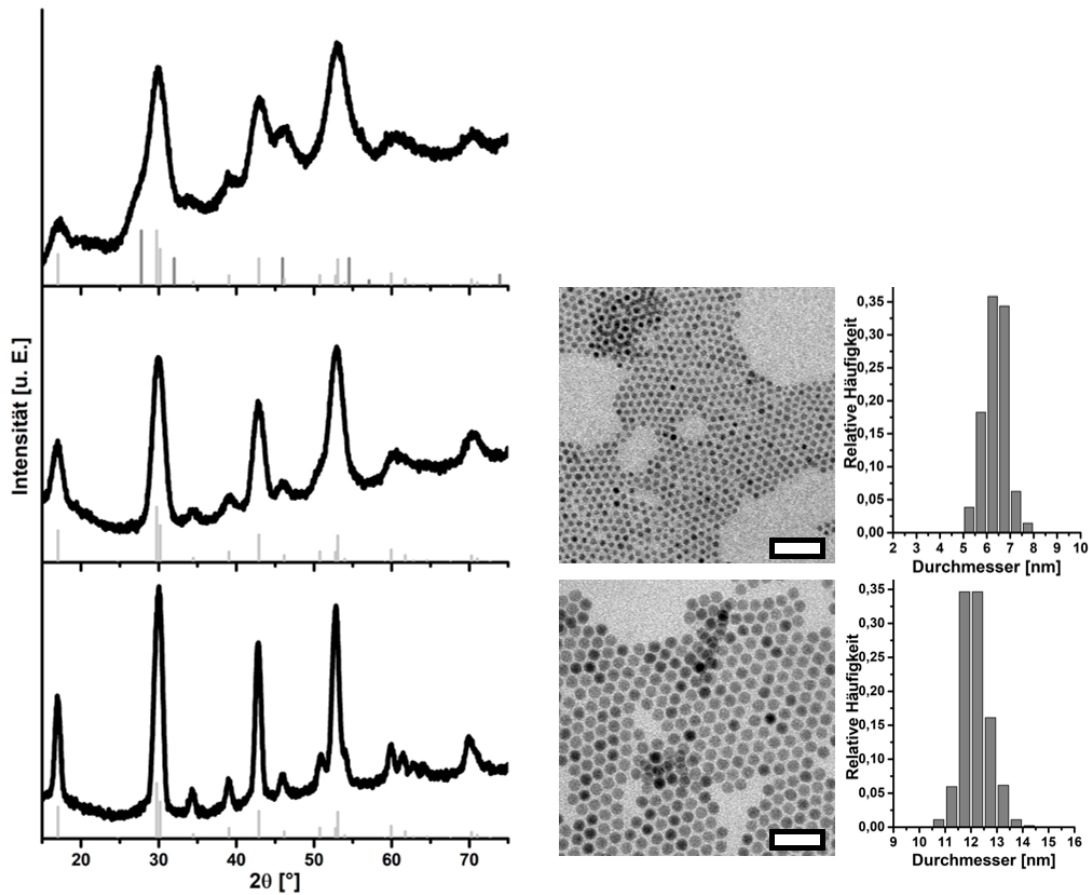 Intensität [u. E.]
20 30 40 50 60 70
2θ [°]
Relative Häufigkeit
0,35
0,30
0,25
0,20
0,15
0,10
0,05
0,00
2 3 4 5 6 7 8 9 10
Durchmesser [nm]
Relative Häufigkeit
0,35
0,30
0,25
0,20
0,15
0,10
0,05
0,00
9 10 11 12 13 14 15 16
Durchmesser [nm]